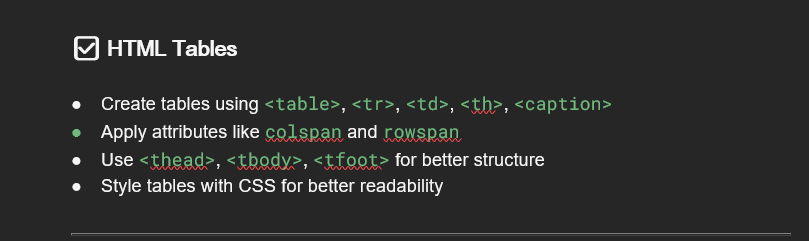 ☑ HTML Tables
● Create tables using <table>, <tr>, <td>, <th>, <caption>
● Apply attributes like colspan and rowspan
● Use <thead>, <tbody>, <tfoot> for better structure
● Style tables with CSS for better readability